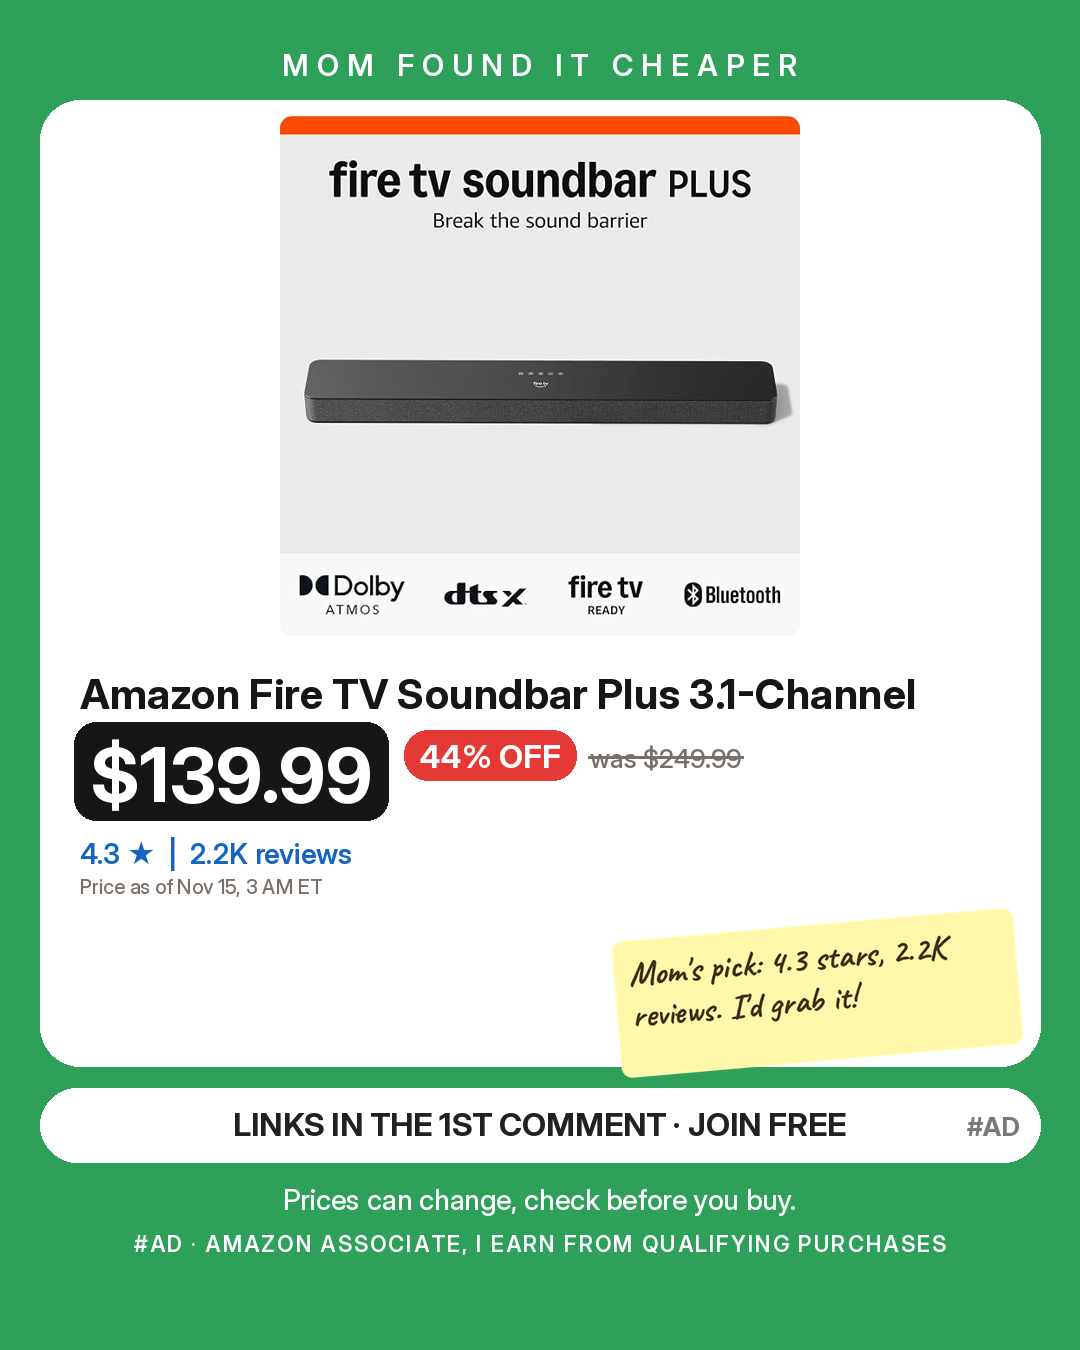 MOM FOUND IT CHEAPER
fire tv soundbar PLUS
Break the sound barrier
fire tv
Dolby
ATMOS
dts x
fire tv
READY
Bluetooth
Amazon Fire TV Soundbar Plus 3.1-Channel
$139.99 44% OFF was $249.99
4.3 ★ | 2.2K reviews
Price as of Nov 15, 3 AM ET
Mom's pick: 4.3 stars, 2.2K
reviews. I'd grab it!
LINKS IN THE 1ST COMMENT · JOIN FREE #AD
Prices can change, check before you buy.
#AD · AMAZON ASSOCIATE, I EARN FROM QUALIFYING PURCHASES